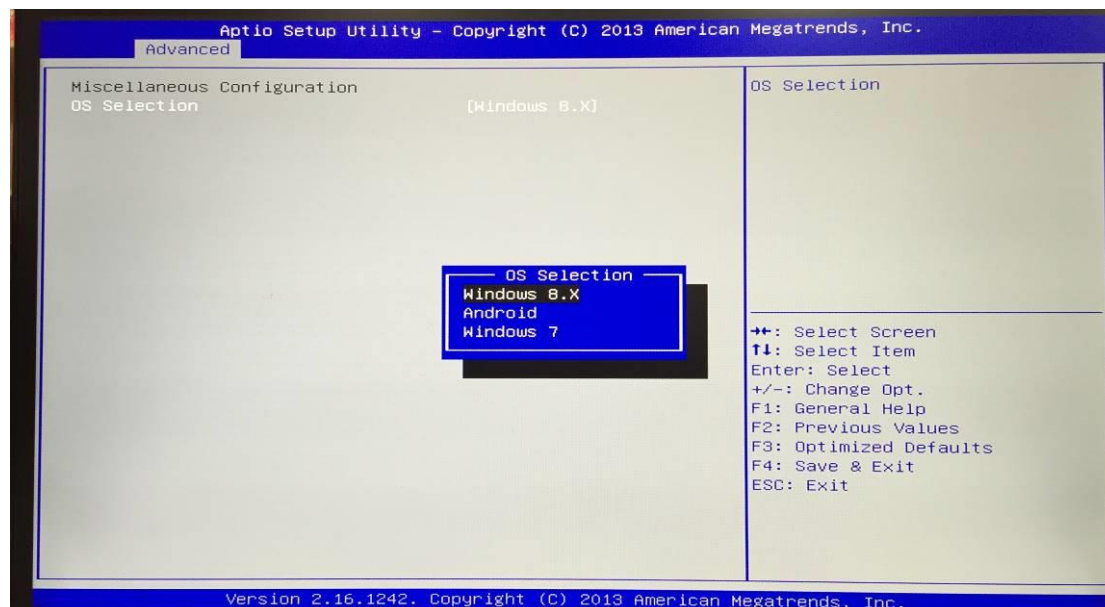 Aptio Setup Utility – Copyright (C) 2013 American Megatrends, Inc.
Advanced
Miscellaneous Configuration
OS Selection [Windows 8.X]
OS Selection
OS Selection
Windows 8.X
Android
Windows 7
→←: Select Screen
↑↓: Select Item
Enter: Select
+/-: Change Opt.
F1: General Help
F2: Previous Values
F3: Optimized Defaults
F4: Save & Exit
ESC: Exit
Version 2.16.1242. Copyright (C) 2013 American Megatrends, Inc.